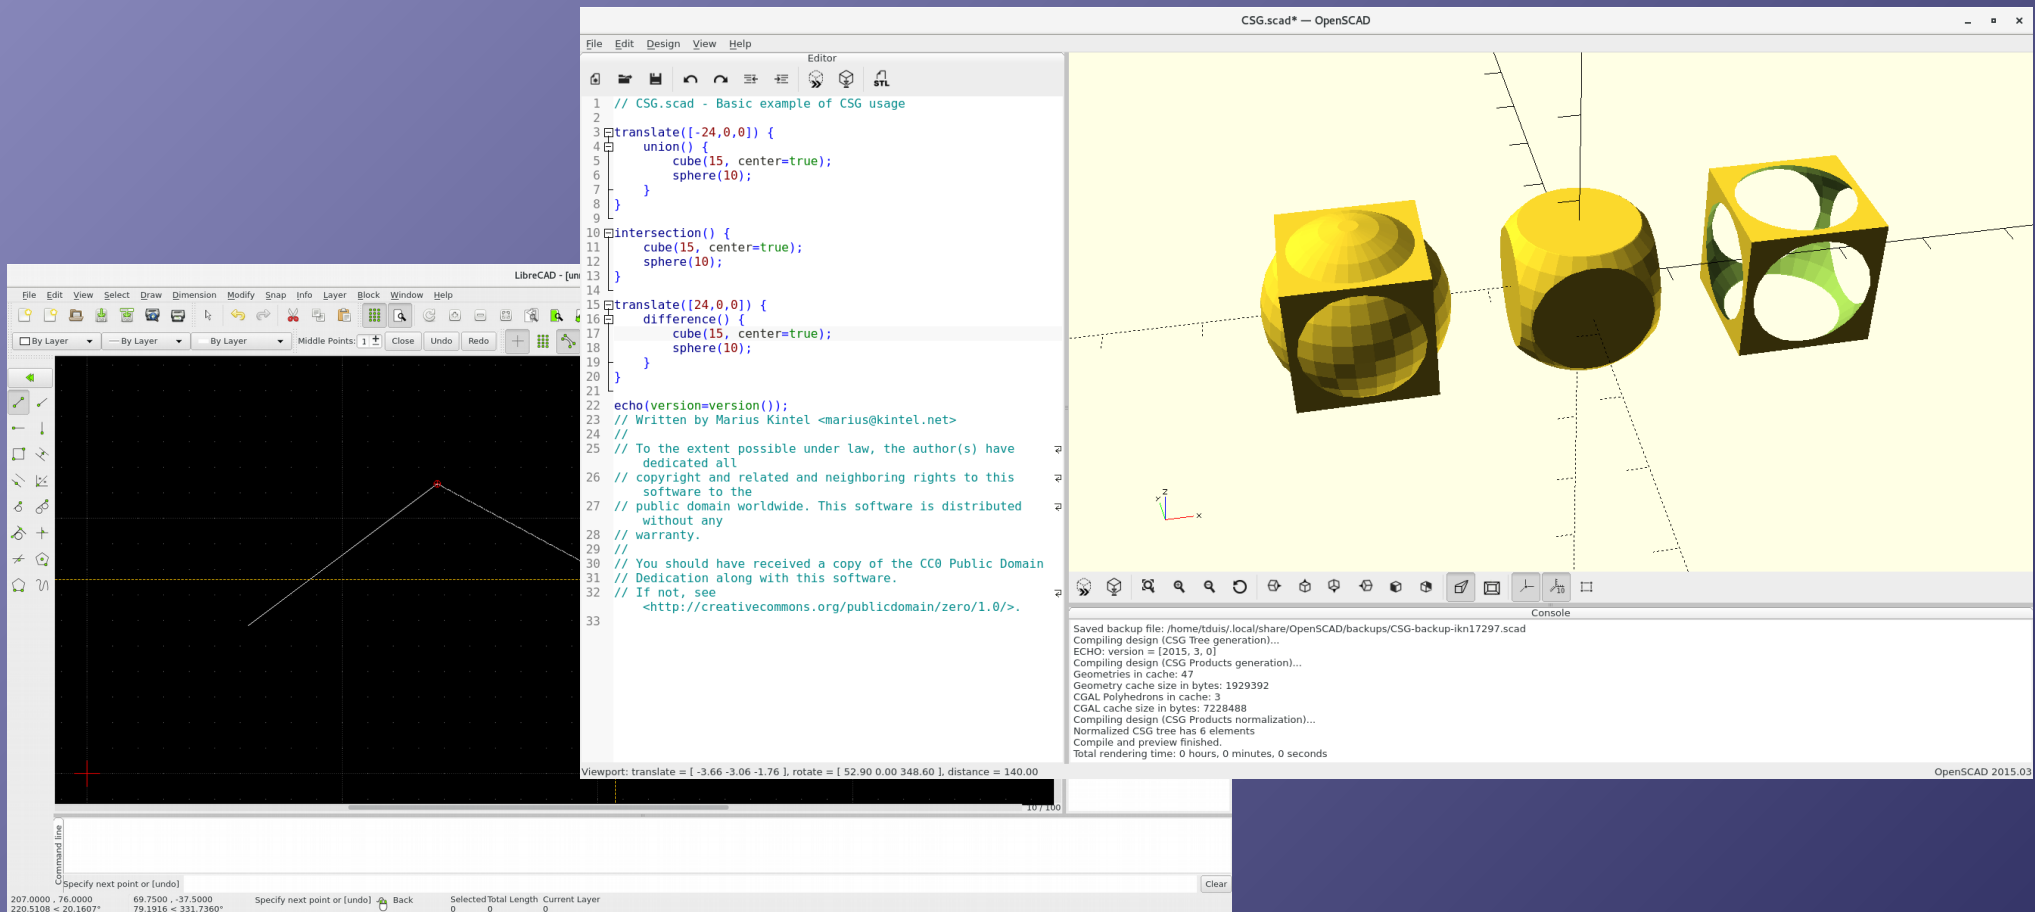 CSG.scad* — OpenSCAD
File Edit Design View Help
Editor
STL
1 // CSG.scad - Basic example of CSG usage
2
3 translate([-24,0,0]) {
4 union() {
5 cube(15, center=true);
6 sphere(10);
7 }
8 }
9
10 intersection() {
11 cube(15, center=true);
12 sphere(10);
13 }
14
15 translate([24,0,0]) {
16 difference() {
17 cube(15, center=true);
18 sphere(10);
19 }
20 }
21
22 echo(version=version());
23 // Written by Marius Kintel <marius@kintel.net>
24 //
25 // To the extent possible under law, the author(s) have
dedicated all
26 // copyright and related and neighboring rights to this
software to the
27 // public domain worldwide. This software is distributed
without any
28 // warranty.
29 //
30 // You should have received a copy of the CC0 Public Domain
31 // Dedication along with this software.
32 // If not, see
<http://creativecommons.org/publicdomain/zero/1.0/>.
33
z
y
x
10
Console
Saved backup file: /home/tduis/.local/share/OpenSCAD/backups/CSG-backup-ikn17297.scad
Compiling design (CSG Tree generation)...
ECHO: version = [2015, 3, 0]
Compiling design (CSG Products generation)...
Geometries in cache: 47
Geometry cache size in bytes: 1929392
CGAL Polyhedrons in cache: 3
CGAL cache size in bytes: 7228488
Compiling design (CSG Products normalization)...
Normalized CSG tree has 6 elements
Compile and preview finished.
Total rendering time: 0 hours, 0 minutes, 0 seconds
Viewport: translate = [ -3.66 -3.06 -1.76 ], rotate = [ 52.90 0.00 348.60 ], distance = 140.00
OpenSCAD 2015.03
LibreCAD - [un
File Edit View Select Draw Dimension Modify Snap Info Layer Block Window Help
By Layer By Layer By Layer Middle Points: 1 Close Undo Redo
10 / 100
Command line
Specify next point or [undo]
Clear
207.0000 , 76.0000 69.7500 , -37.5000 Specify next point or [undo] Back Selected Total Length Current Layer
220.5108 < 20.1607° 79.1916 < 331.7360° 0 0 0